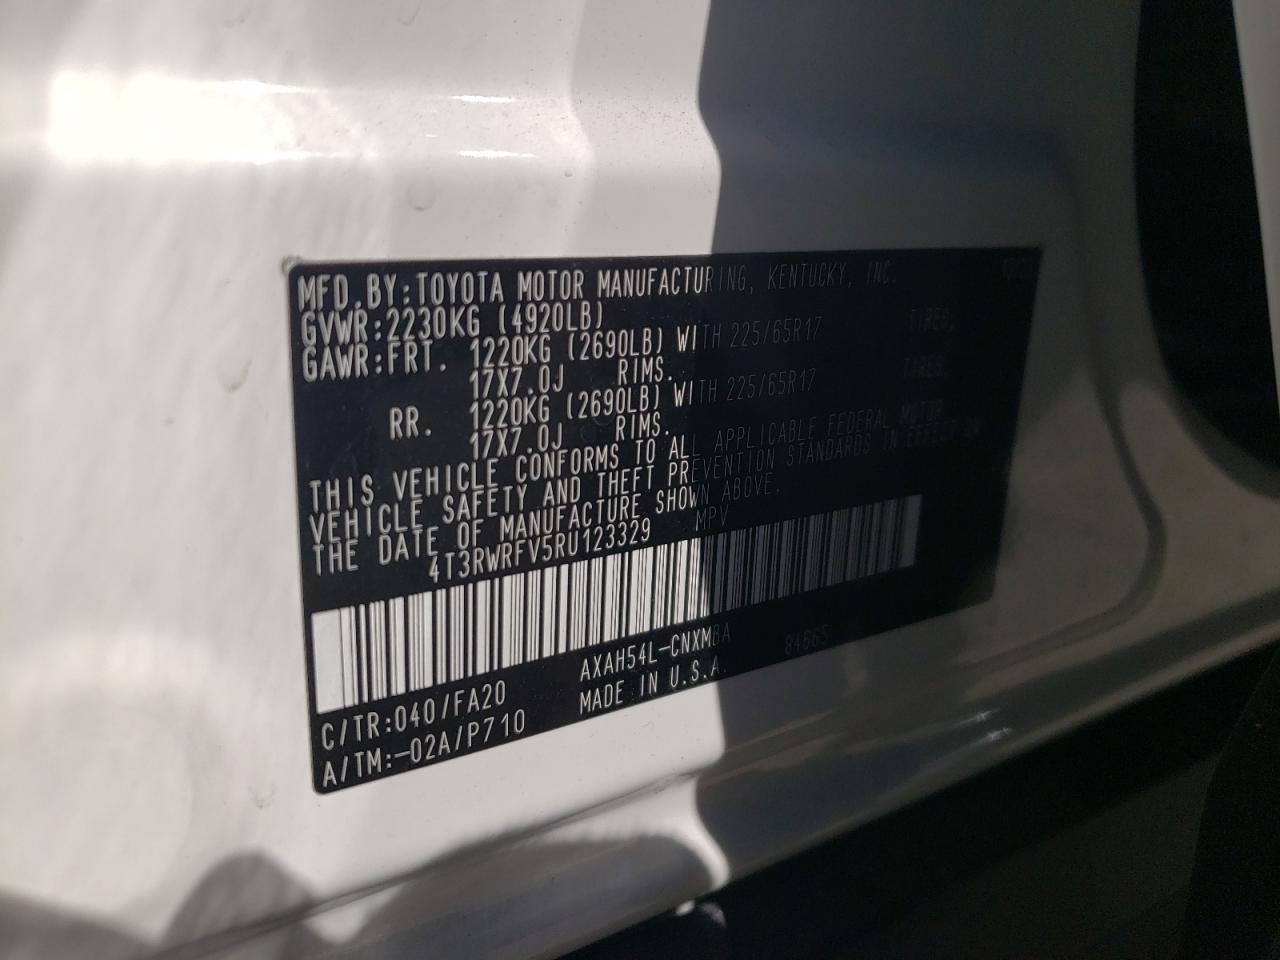 MFD.BY:TOYOTA MOTOR MANUFACTURING, KENTUCKY, INC.
GVWR:2230KG (4920LB)
GAWR:FRT. 1220KG (2690LB) WITH 225/65R17 TIRES,
17X7.0J RIMS.
RR. 1220KG (2690LB) WITH 225/65R17 TIRES,
17X7.0J RIMS.
THIS VEHICLE CONFORMS TO ALL APPLICABLE FEDERAL MOTOR
VEHICLE SAFETY AND THEFT PREVENTION STANDARDS IN EFFECT ON
THE DATE OF MANUFACTURE SHOWN ABOVE.
4T3RWRFV5RU123329 MPV
C/TR:040/FA20 AXAH54L-CNXMBA 84665
A/TM:-02A/P710 MADE IN U.S.A.